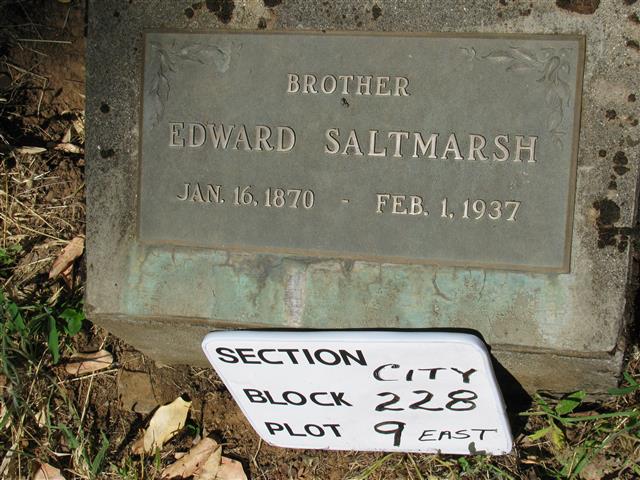 BROTHER
EDWARD SALTMARSH
JAN. 16, 1870 - FEB. 1, 1937
SECTION CITY
BLOCK 228
PLOT 9 EAST